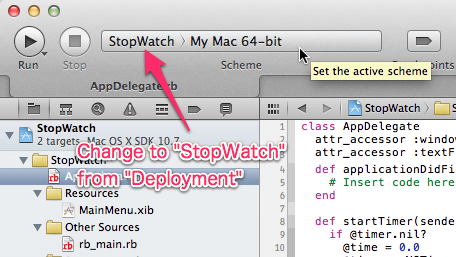 StopWatch › My Mac 64-bit
Run
Stop
Scheme
Breakpoints
Set the active scheme
AppDelegate.rb
StopWatch
2 targets, Mac OS X SDK 10.7
StopWatch
Resources
MainMenu.xib
Other Sources
rb_main.rb
Change to "StopWatch"
from "Deployment"
StopWatch
1 class AppDelegate
2 attr_accessor :window
3 attr_accessor :textF
4 def applicationDidFi
5 # Insert code here
6 end
7
8 def startTimer(sende
9 if @timer.nil?
10 @time = 0.0